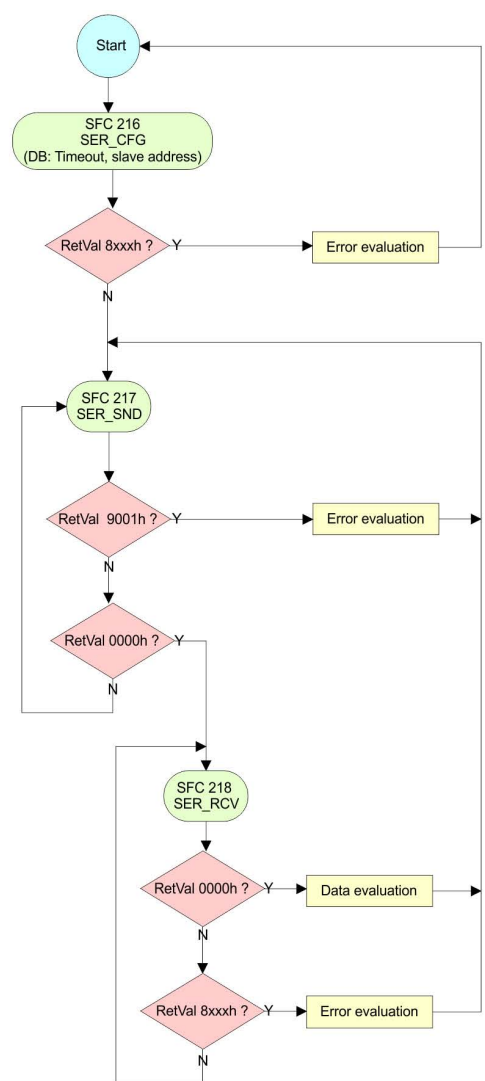 Start
SFC 216
SER_CFG
(DB: Timeout, slave address)
RetVal 8xxxh ?
Y
Error evaluation
N
SFC 217
SER_SND
RetVal 9001h ?
Y
Error evaluation
N
RetVal 0000h ?
Y
N
SFC 218
SER_RCV
RetVal 0000h ?
Y
Data evaluation
N
RetVal 8xxxh ?
Y
Error evaluation
N